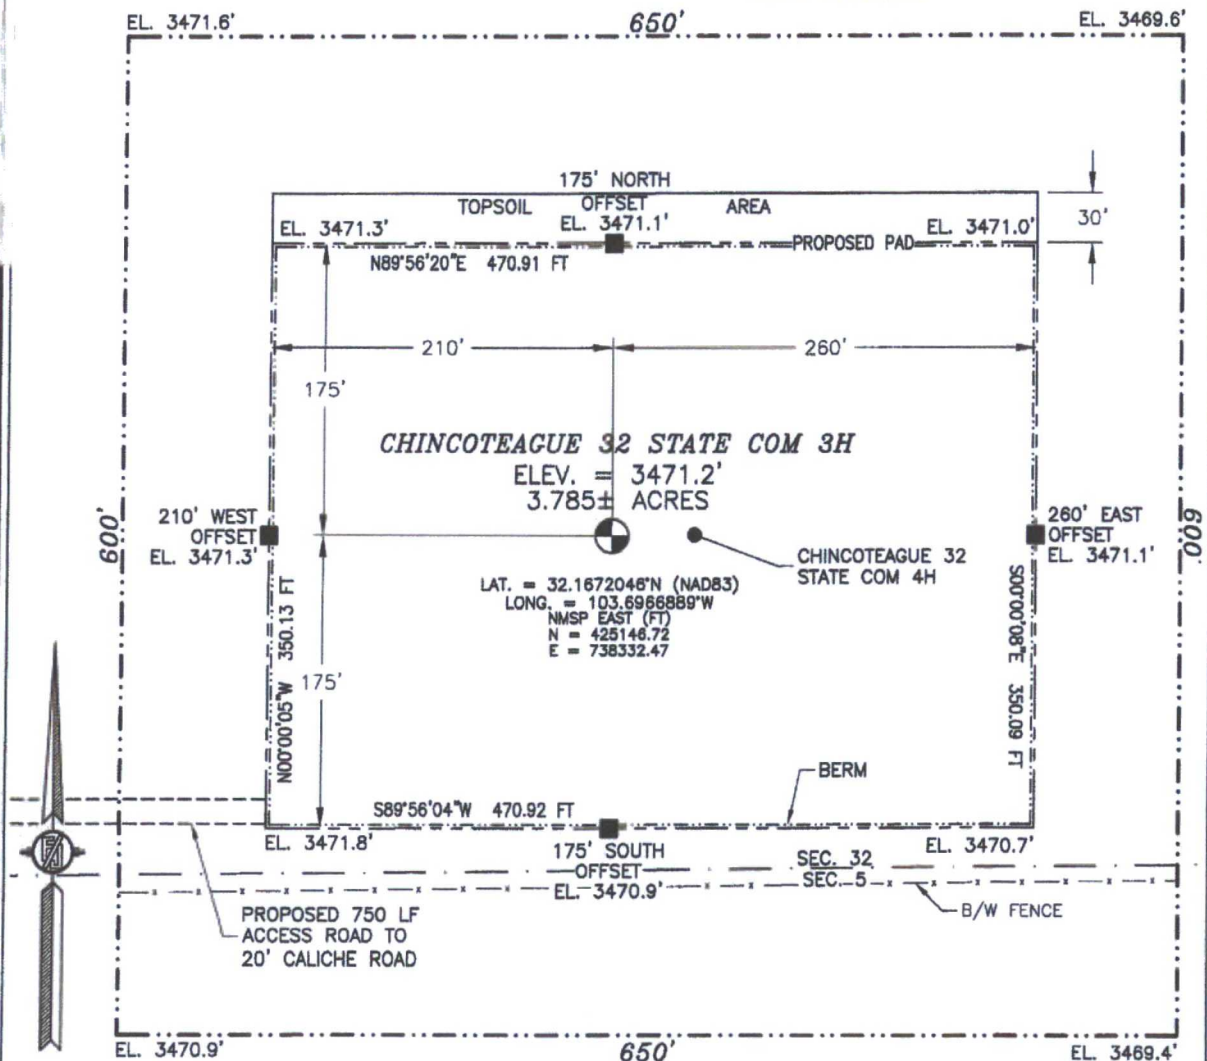 EL. 3471.6'
650'
EL. 3469.6'
175' NORTH
OFFSET
EL. 3471.1'
TOPSOIL
AREA
30'
EL. 3471.3'
EL. 3471.0'
PROPOSED PAD
N89°56'20"E 470.91 FT
210'
260'
175'
CHINCOTEAGUE 32 STATE COM 3H
ELEV. = 3471.2'
3.785± ACRES
600'
210' WEST
OFFSET
EL. 3471.3'
260' EAST
OFFSET
EL. 3471.1'
600'
CHINCOTEAGUE 32
STATE COM 4H
LAT. = 32.1672046°N (NAD83)
LONG. = 103.6966889°W
NMSP EAST (FT)
N = 425146.72
E = 738332.47
N00°00'05"W 350.13 FT
175'
S00°00'08"E 350.09 FT
BERM
S89°56'04"W 470.92 FT
EL. 3471.8'
175' SOUTH
OFFSET
EL. 3470.9'
EL. 3470.7'
SEC. 32
SEC. 5
B/W FENCE
PROPOSED 750 LF
ACCESS ROAD TO
20' CALICHE ROAD
EL. 3470.9'
650'
EL. 3469.4'